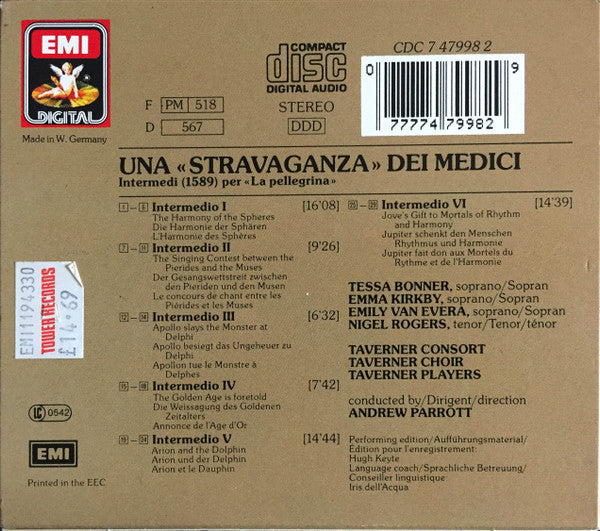 EMI
DIGITAL
Made in W. Germany
F PM 518
D 567
COMPACT
disc
DIGITAL AUDIO
STEREO
DDD
CDC 7 47998 2
0 77774 79982 9
UNA «STRAVAGANZA» DEI MEDICI
Intermedi (1589) per «La pellegrina»
1 – 6 Intermedio I [16'08]
The Harmony of the Spheres
Die Harmonie der Sphären
L'Harmonie des Sphères
7 – 11 Intermedio II [9'26]
The Singing Contest between the
Pierides and the Muses
Der Gesangswettstreit zwischen
den Pieriden und den Musen
Le concours de chant entre les
Piérides et les Muses
12 – 14 Intermedio III [6'32]
Apollo slays the Monster at
Delphi
Apollo besiegt das Ungeheuer zu
Delphi
Apollon tue le Monstre à
Delphes
15 – 18 Intermedio IV [7'42]
The Golden Age is foretold
Die Weissagung des Goldenen
Zeitalters
Annonce de l'Age d'Or
19 – 24 Intermedio V [14'44]
Arion and the Dolphin
Arion und der Delphin
Arion et le Dauphin
25 – 29 Intermedio VI [14'39]
Jove's Gift to Mortals of Rhythm
and Harmony
Jupiter schenkt den Menschen
Rhythmus und Harmonie
Jupiter fait don aux Mortels du
Rythme et de l'Harmonie
TESSA BONNER, soprano/Sopran
EMMA KIRKBY, soprano/Sopran
EMILY VAN EVERA, soprano/Sopran
NIGEL ROGERS, tenor/Tenor/ténor
TAVERNER CONSORT
TAVERNER CHOIR
TAVERNER PLAYERS
conducted by/Dirigent/direction
ANDREW PARROTT
Performing edition/Aufführungsmaterial/
Edition pour l'enregistrement:
Hugh Keyte
Language coach/Sprachliche Betreuung/
Conseiller linguistique:
Iris dell'Acqua
EMI1194330
TOWER RECORDS
£14.69
LC 0542
EMI
Printed in the EEC